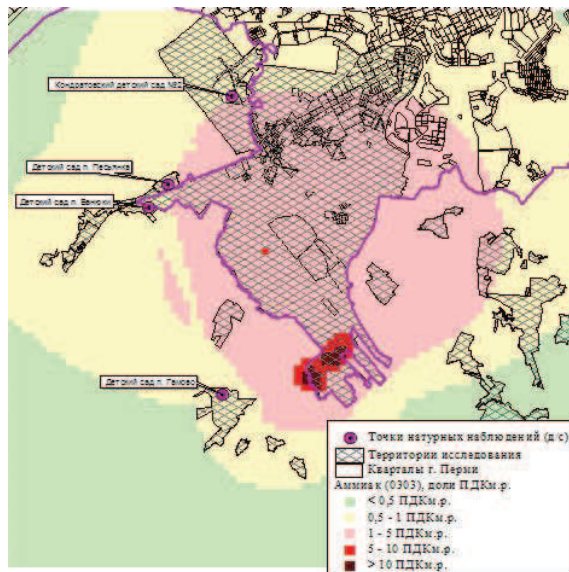 Кондратовский детский сад №2
Детский сад п. Песьянка
Детский сад п. Ванюки
Детский сад п. Гамово
Точки натурных наблюдений (д/с)
Территории исследования
Кварталы г. Перми
Аммиак (0303), доли ПДКм.р.
< 0,5 ПДКм.р.
0,5 - 1 ПДКм.р.
1 - 5 ПДКм.р.
5 - 10 ПДКм.р.
> 10 ПДКм.р.